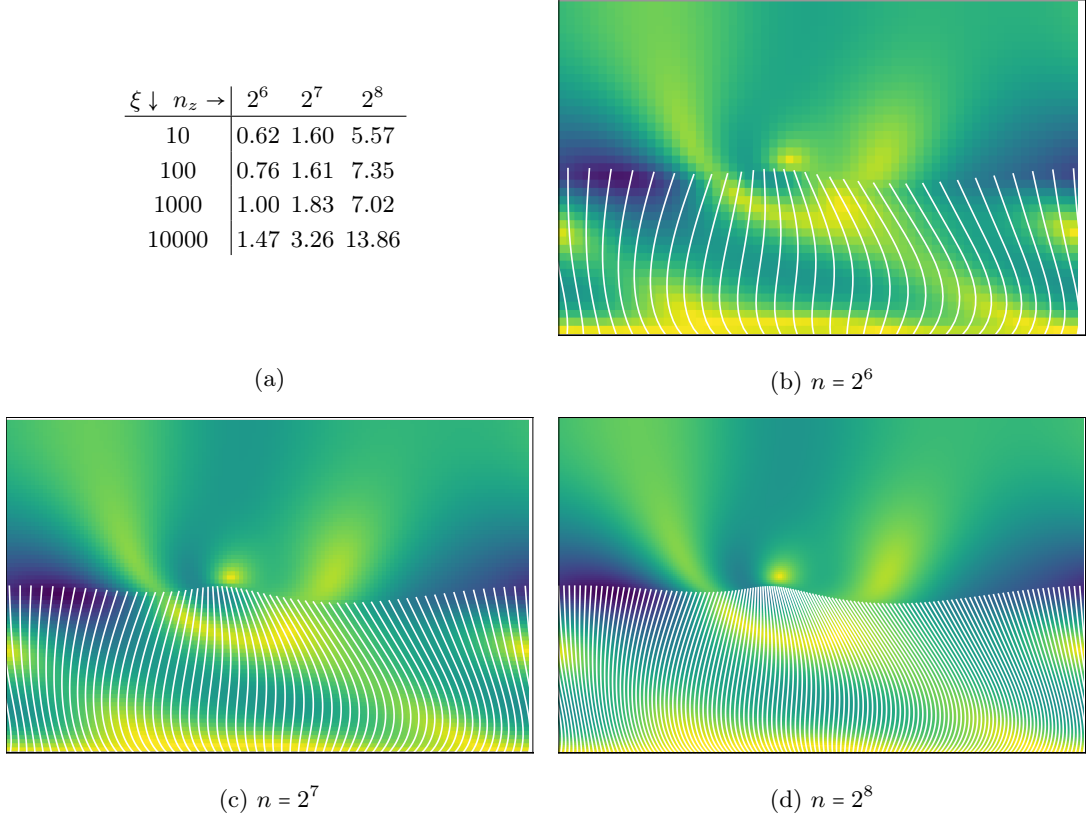 ξ ↓ n_z → 2^6 2^7 2^8
10 0.62 1.60 5.57
100 0.76 1.61 7.35
1000 1.00 1.83 7.02
10000 1.47 3.26 13.86
(a)
(b) n = 2^6
(c) n = 2^7
(d) n = 2^8